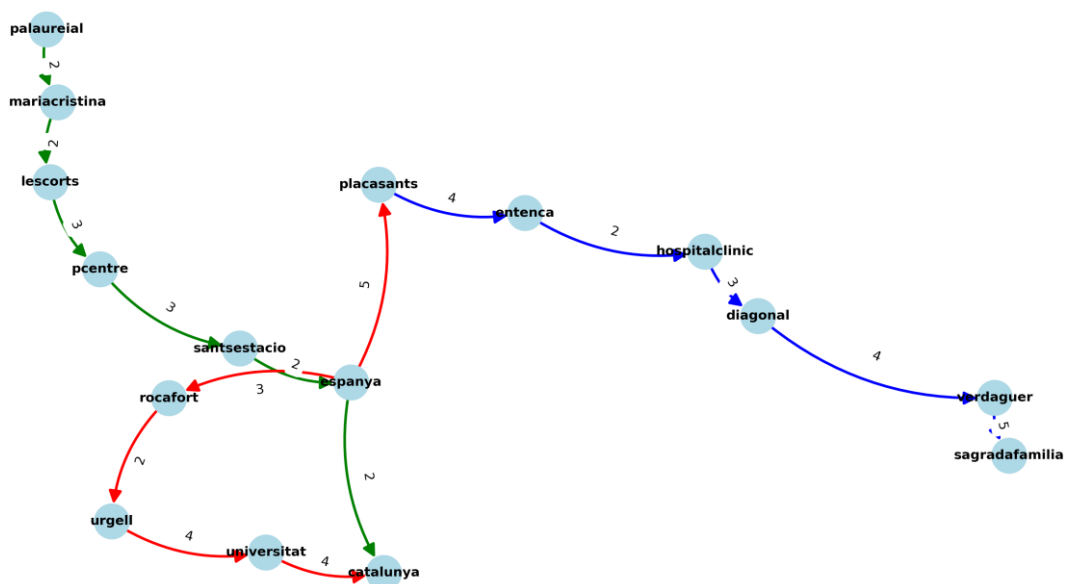 palaureial
2
mariacristina
2
lescorts
placasants
4
entenca
3
2
hospitalclinic
pcentre
3
5
3
diagonal
santsestacio
2
4
espanya
rocafort
3
verdaguer
5
sagradafamilia
2
2
urgell
4
universitat
4
catalunya